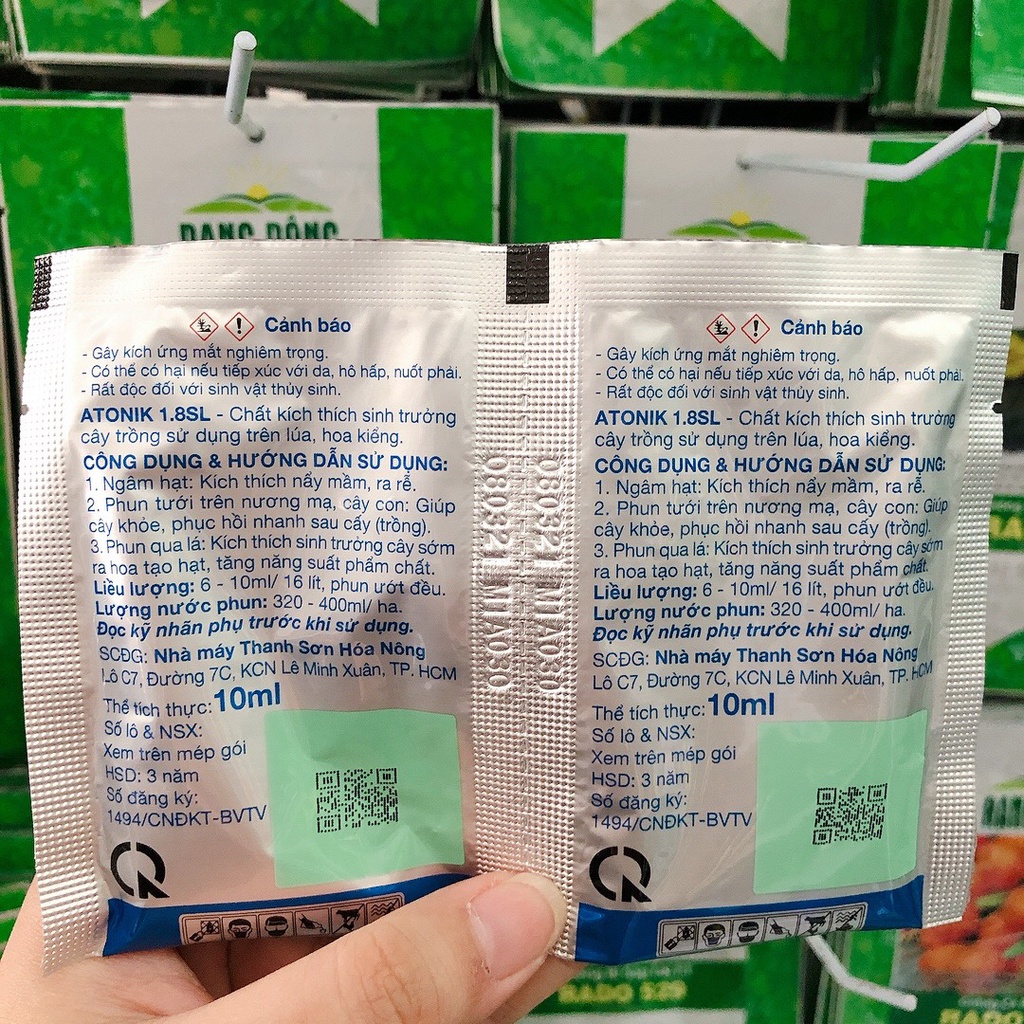 RẠNG ĐÔNG
Cảnh báo
- Gây kích ứng mắt nghiêm trọng.
- Có thể có hại nếu tiếp xúc với da, hô hấp, nuốt phải.
- Rất độc đối với sinh vật thủy sinh.
ATONIK 1.8SL - Chất kích thích sinh trưởng
cây trồng sử dụng trên lúa, hoa kiểng.
CÔNG DỤNG & HƯỚNG DẪN SỬ DỤNG:
1. Ngâm hạt: Kích thích nẩy mầm, ra rễ.
2. Phun tưới trên nương mạ, cây con: Giúp
cây khỏe, phục hồi nhanh sau cấy (trồng).
3. Phun qua lá: Kích thích sinh trưởng cây sớm
ra hoa tạo hạt, tăng năng suất phẩm chất.
Liều lượng: 6 - 10ml/ 16 lít, phun ướt đều.
Lượng nước phun: 320 - 400ml/ ha.
Đọc kỹ nhãn phụ trước khi sử dụng.
SCĐG: Nhà máy Thanh Sơn Hóa Nông
Lô C7, Đường 7C, KCN Lê Minh Xuân, TP. HCM
Thể tích thực: 10ml
Số lô & NSX:
Xem trên mép gói
HSD: 3 năm
Số đăng ký:
1494/CNĐKT-BVTV
CR
080321
080321
Cảnh báo
- Gây kích ứng mắt nghiêm trọng.
- Có thể có hại nếu tiếp xúc với da, hô hấp, nuốt phải.
- Rất độc đối với sinh vật thủy sinh.
ATONIK 1.8SL - Chất kích thích sinh trưởng
cây trồng sử dụng trên lúa, hoa kiểng.
CÔNG DỤNG & HƯỚNG DẪN SỬ DỤNG:
1. Ngâm hạt: Kích thích nẩy mầm, ra rễ.
2. Phun tưới trên nương mạ, cây con: Giúp
cây khỏe, phục hồi nhanh sau cấy (trồng).
3. Phun qua lá: Kích thích sinh trưởng cây sớm
ra hoa tạo hạt, tăng năng suất phẩm chất.
Liều lượng: 6 - 10ml/ 16 lít, phun ướt đều.
Lượng nước phun: 320 - 400ml/ ha.
Đọc kỹ nhãn phụ trước khi sử dụng.
SCĐG: Nhà máy Thanh Sơn Hóa Nông
Lô C7, Đường 7C, KCN Lê Minh Xuân, TP. HCM
Thể tích thực: 10ml
Số lô & NSX:
Xem trên mép gói
HSD: 3 năm
Số đăng ký:
1494/CNĐKT-BVTV
CR
RADO 529